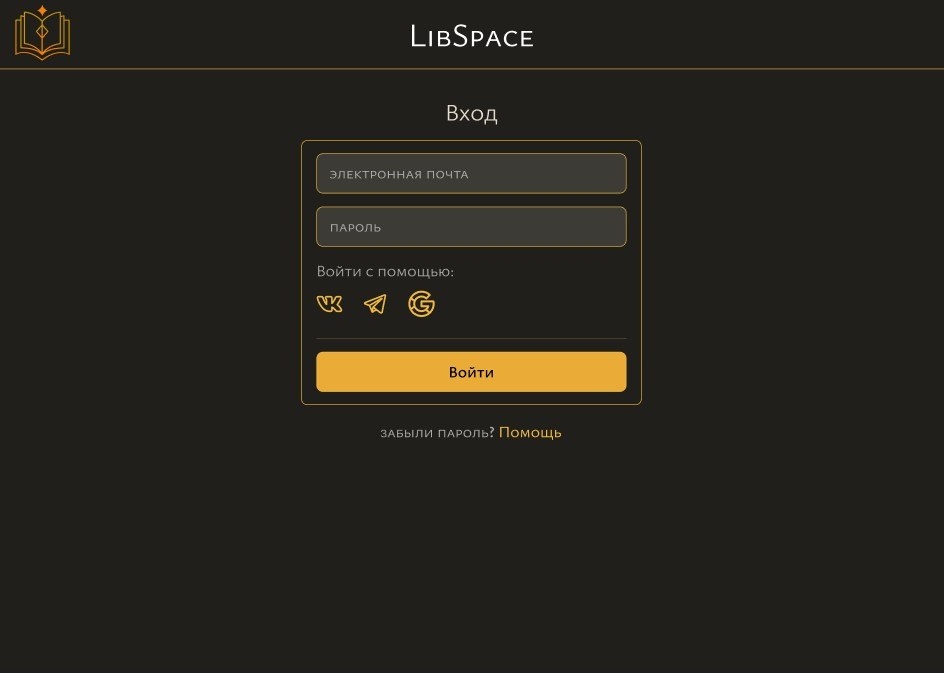 LibSpace
Вход
электронная почта
пароль
Войти с помощью:
Войти
забыли пароль? Помощь